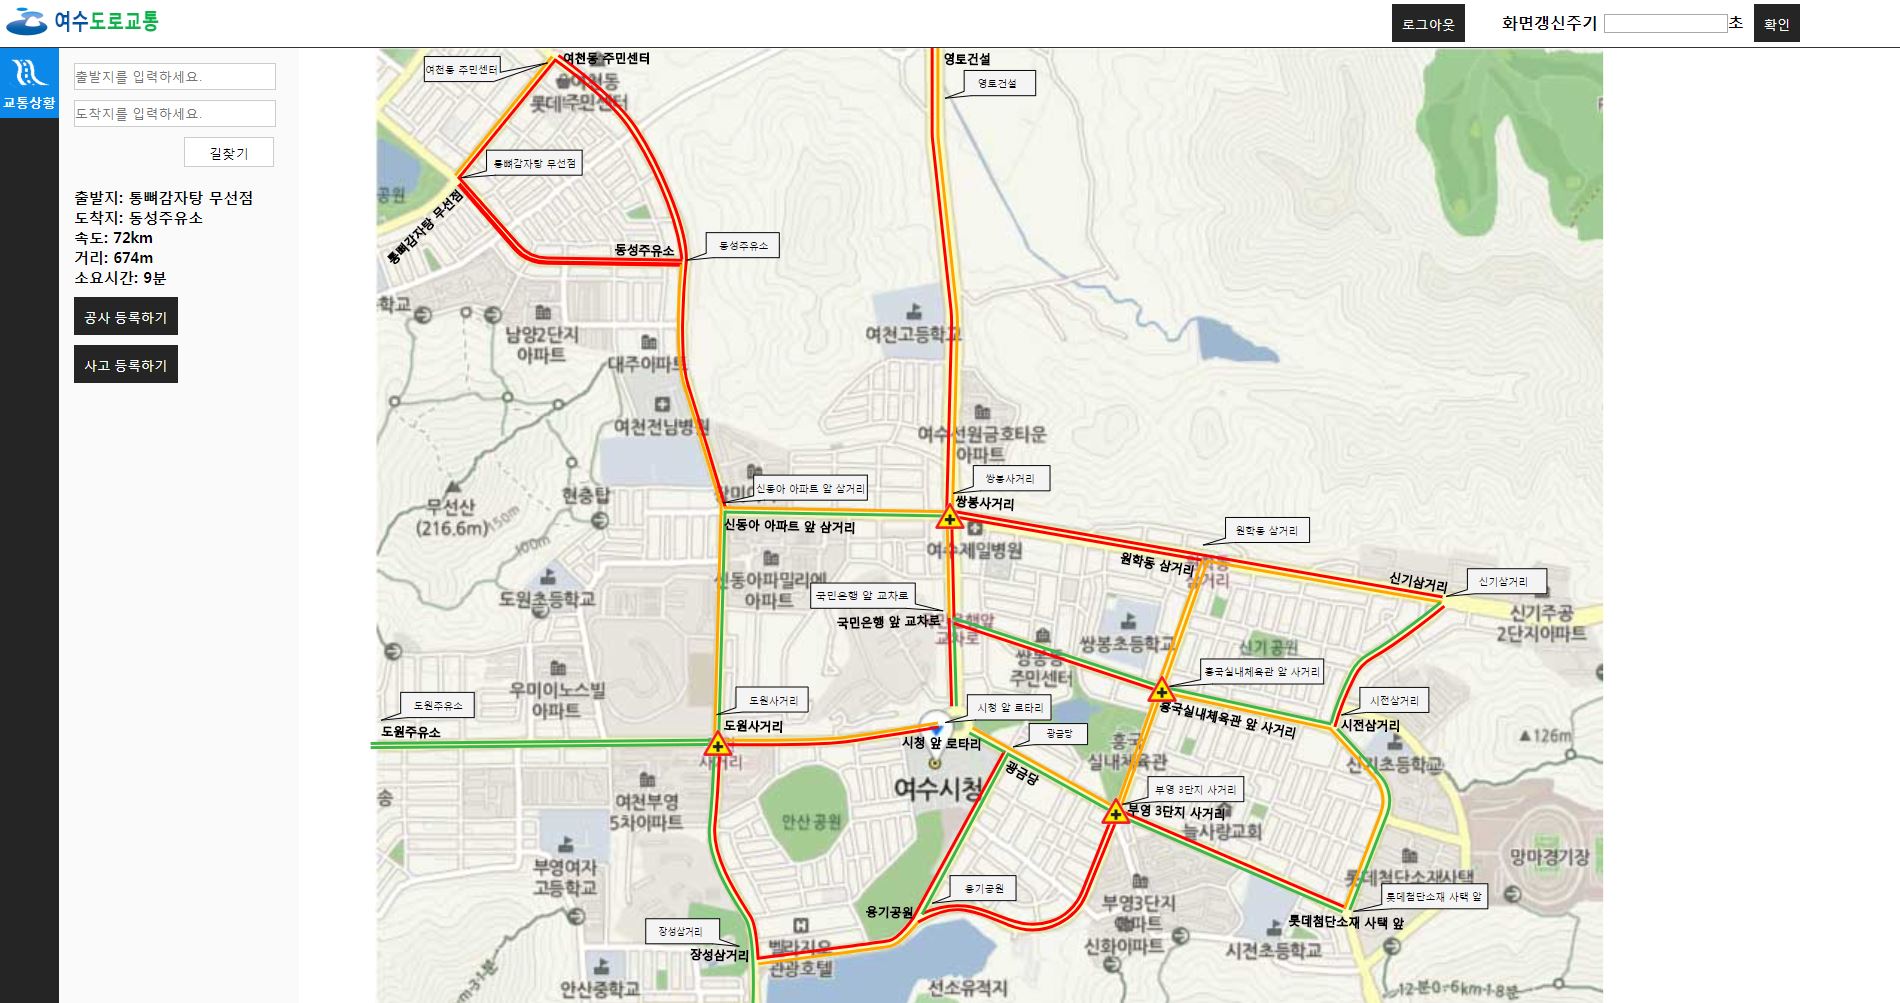 여수도로교통
로그아웃
화면갱신주기
초
확인
교통상황
출발지를 입력하세요.
도착지를 입력하세요.
길찾기
출발지: 통뼈감자탕 무선점
도착지: 동성주유소
속도: 72km
거리: 674m
소요시간: 9분
공사 등록하기
사고 등록하기
여천동 주민센터
여천동 주민센터
영토건설
영토건설
통뼈감자탕 무선점
통뼈감자탕 무선점
공원
동성주유소
동성주유소
학교
남양2단지
아파트
대주아파트
여천고등학교
여천전남병원
여수선원금호타운
아파트
무선산
(216.6m)
150m
100m
현충탑
신동아 아파트 앞 삼거리
신동아 아파트 앞 삼거리
쌍봉사거리
쌍봉사거리
여수제일병원
원학동 삼거리
원학동 삼거리
신기삼거리
신기삼거리
신기주공
2단지아파트
도원초등학교
신동아파밀리에
아파트
국민은행 앞 교차로
국민은행 앞 교차로
쌍봉동
주민센터
쌍봉초등학교
신기공원
흥국실내체육관 앞 사거리
흥국실내체육관 앞 사거리
시전삼거리
시전삼거리
우미이노스빌
아파트
도원주유소
도원주유소
도원사거리
도원사거리
사거리
시청 앞 로타리
시청 앞 로타리
광금당
광금당
흥국
실내체육관
126m
신기초등학교
여수시청
여천부영
5차아파트
안산공원
부영 3단지 사거리
부영 3단지 사거리
늘사랑교회
망마경기장
송
부영여자
고등학교
롯데첨단소재사택
롯데첨단소재 사택 앞
롯데첨단소재 사택 앞
용기공원
용기공원
부영3단지
아파트
신화아파트
시전초등학교
장성삼거리
장성삼거리
벨라지오
관광호텔
안산중학교
선소유적지